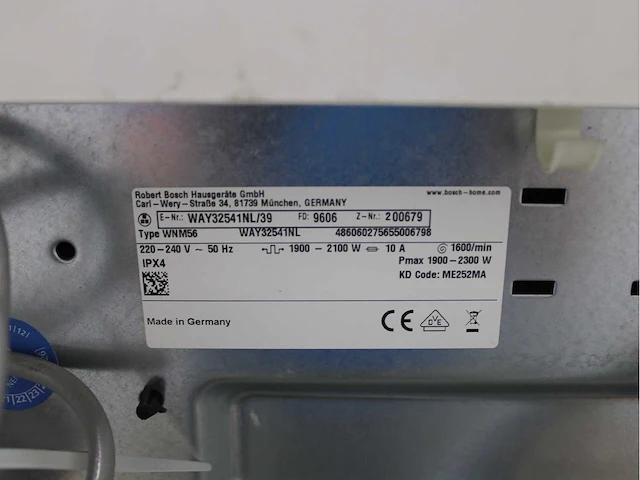 Robert Bosch Hausgeräte GmbH
www.bosch-home.com
Carl - Wery - Straße 34, 81739 München, GERMANY
E-Nr.: WAY32541NL/39 FD: 9606 Z-Nr.: 200679
Type WNM56 WAY32541NL 486060275655006798
220-240 V ~ 50 Hz 1900 - 2100 W 10 A 1600/min
IPX4 Pmax 1900-2300 W
KD Code: ME252MA
Made in Germany CE DVE